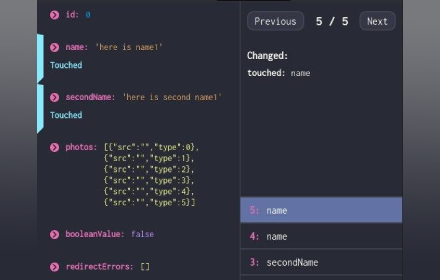 id: 0
name: 'here is name1'
Touched
secondName: 'here is second name1'
Touched
photos: [{"src":"","type":0},
{"src":"","type":1},
{"src":"","type":2},
{"src":"","type":3},
{"src":"","type":4},
{"src":"","type":5}]
booleanValue: false
redirectErrors: []
Previous 5 / 5 Next
Changed:
touched: name
5: name
4: name
3: secondName